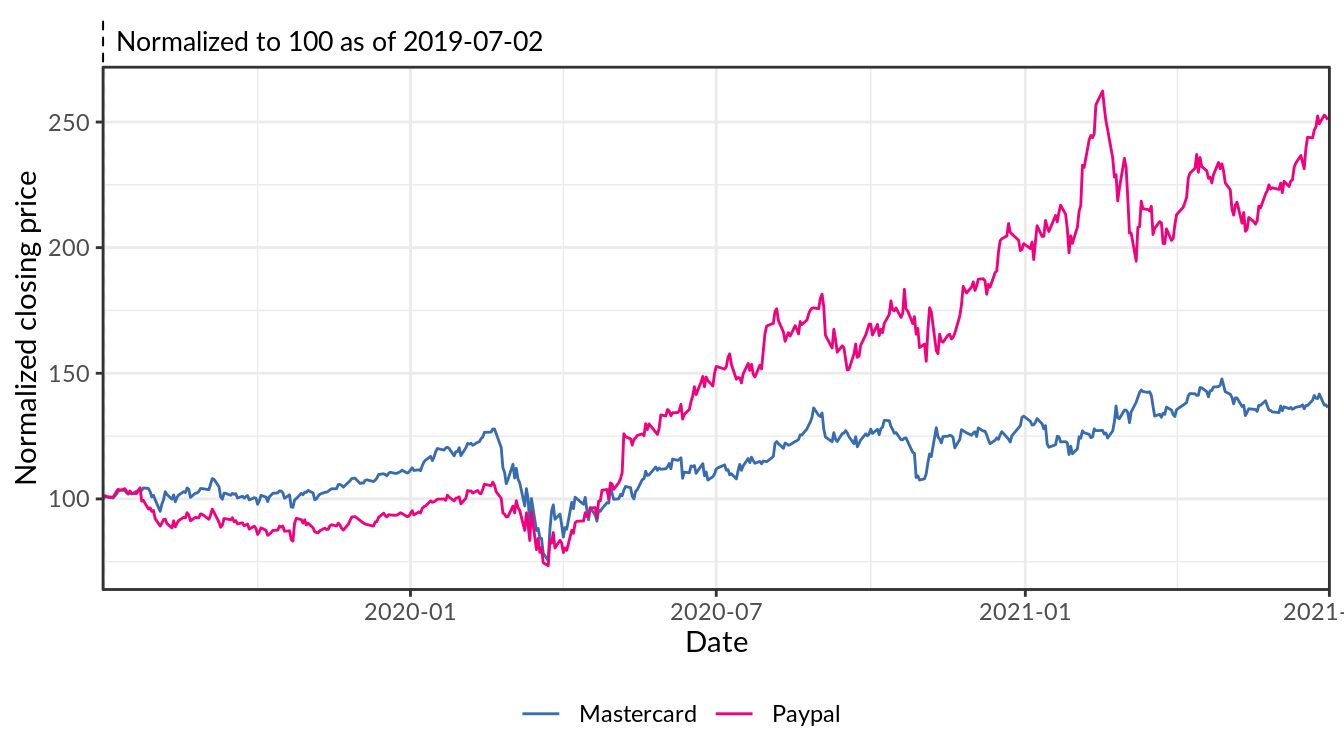 Normalized to 100 as of 2019-07-02
Normalized closing price
250
200
150
100
2020-01 2020-07 2021-01 2021-
Date
Mastercard Paypal